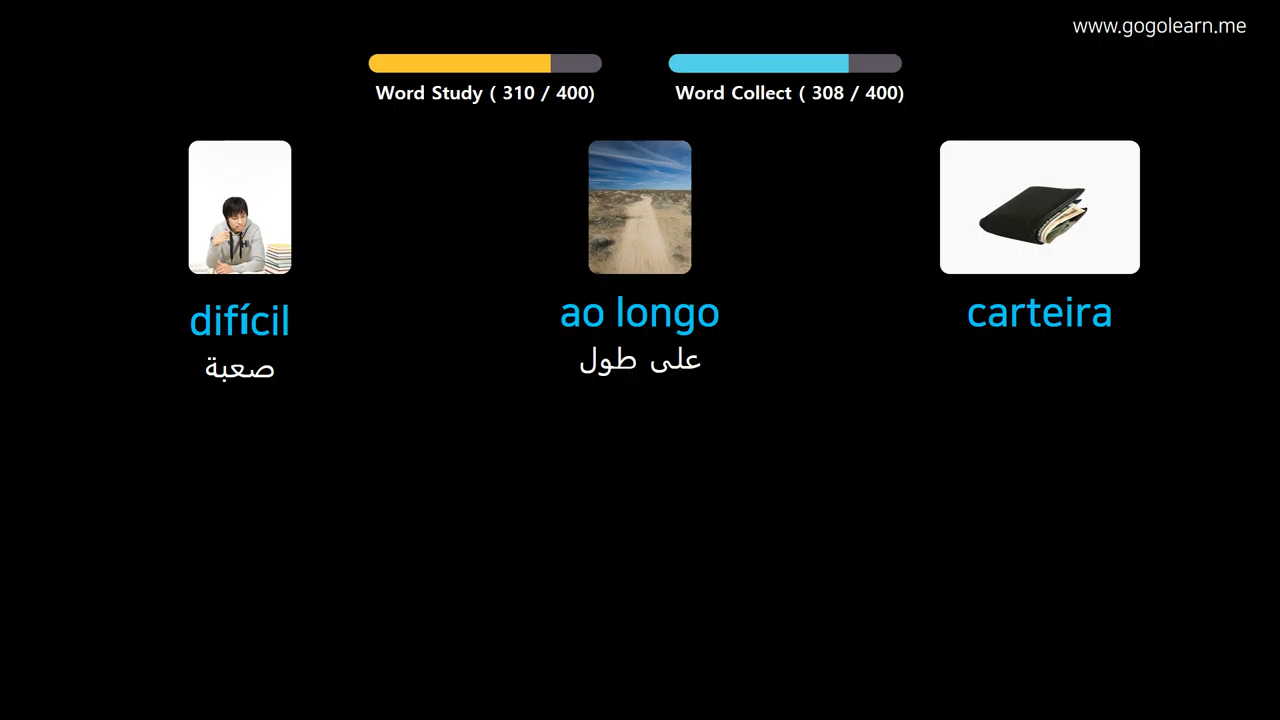 www.gogolearn.me
Word Study ( 310 / 400)
Word Collect ( 308 / 400)
difícil
صعبة
ao longo
على طول
carteira